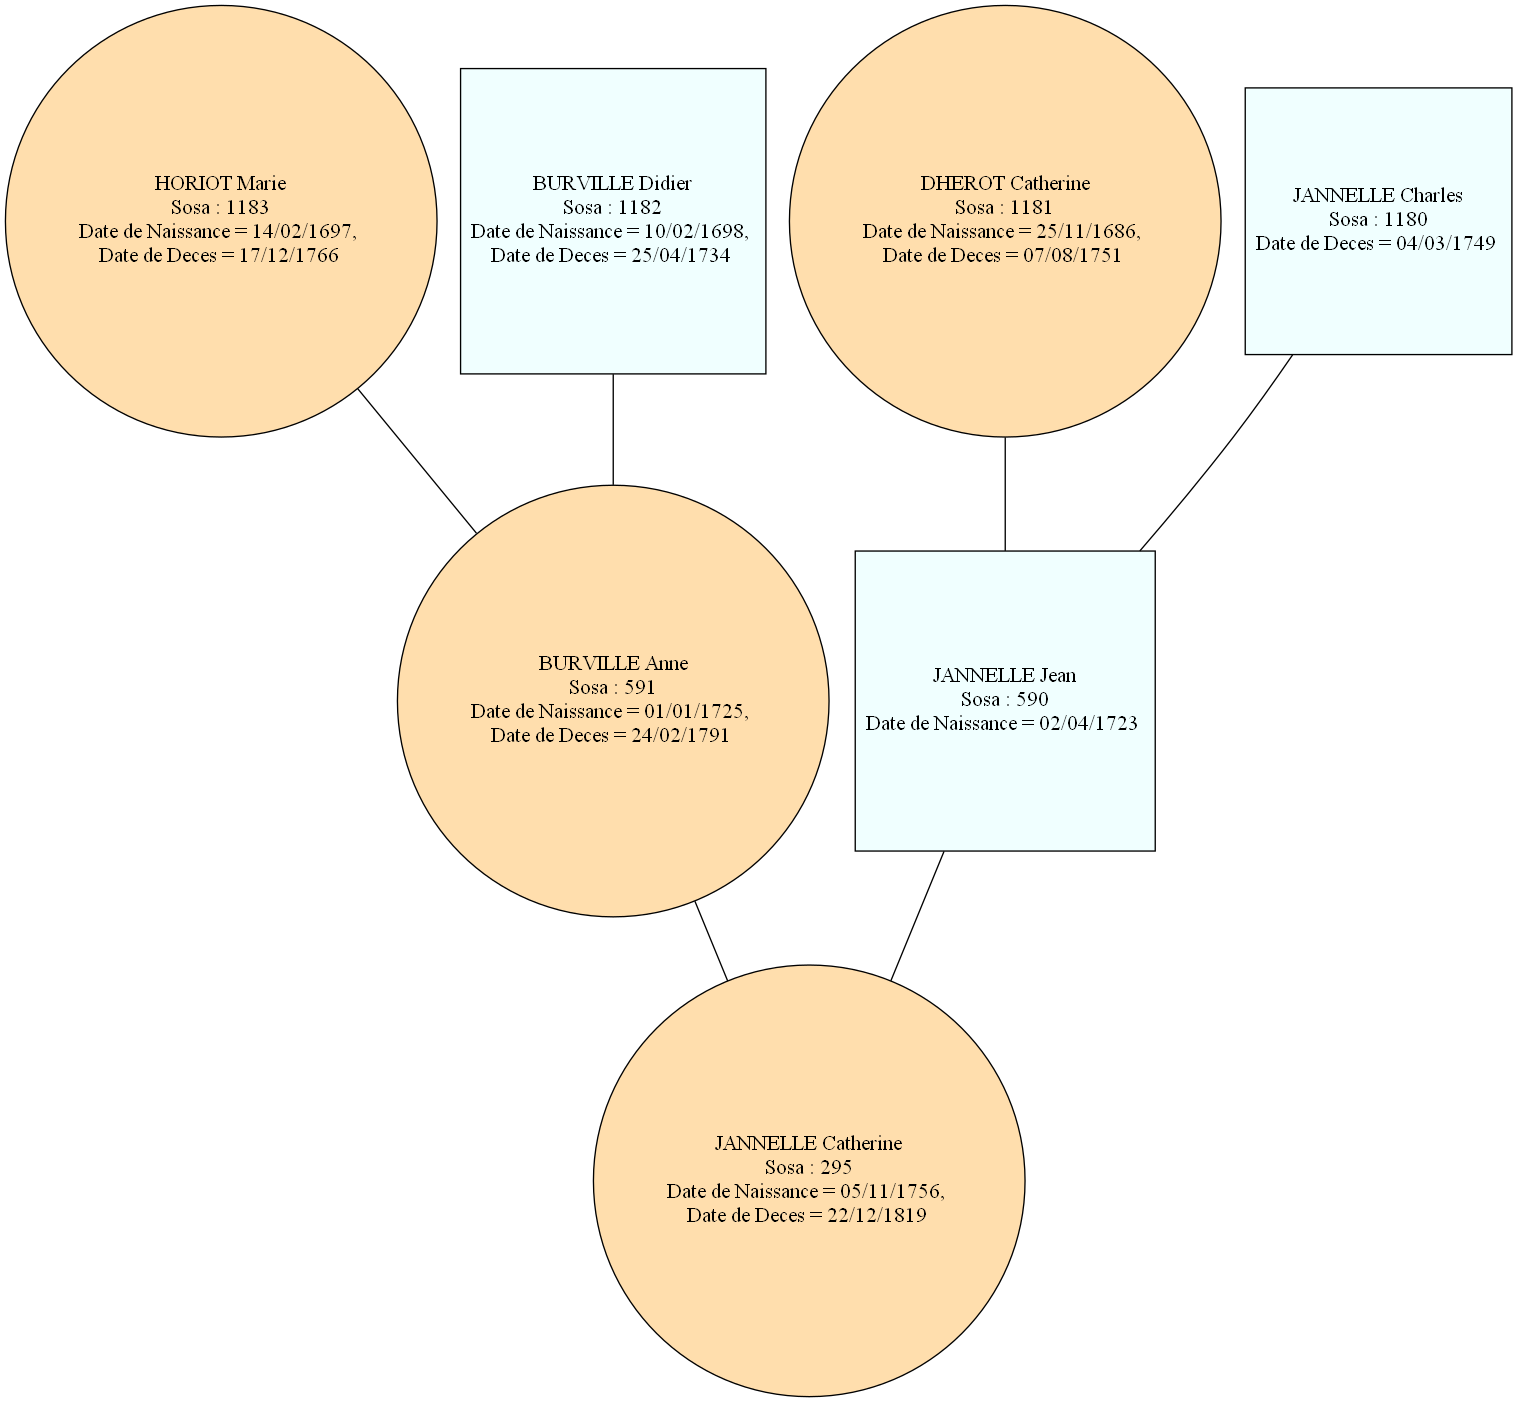 HORIOT Marie
Sosa : 1183
Date de Naissance = 14/02/1697,
Date de Deces = 17/12/1766
BURVILLE Didier
Sosa : 1182
Date de Naissance = 10/02/1698,
Date de Deces = 25/04/1734
DHEROT Catherine
Sosa : 1181
Date de Naissance = 25/11/1686,
Date de Deces = 07/08/1751
JANNELLE Charles
Sosa : 1180
Date de Deces = 04/03/1749
BURVILLE Anne
Sosa : 591
Date de Naissance = 01/01/1725,
Date de Deces = 24/02/1791
JANNELLE Jean
Sosa : 590
Date de Naissance = 02/04/1723
JANNELLE Catherine
Sosa : 295
Date de Naissance = 05/11/1756,
Date de Deces = 22/12/1819